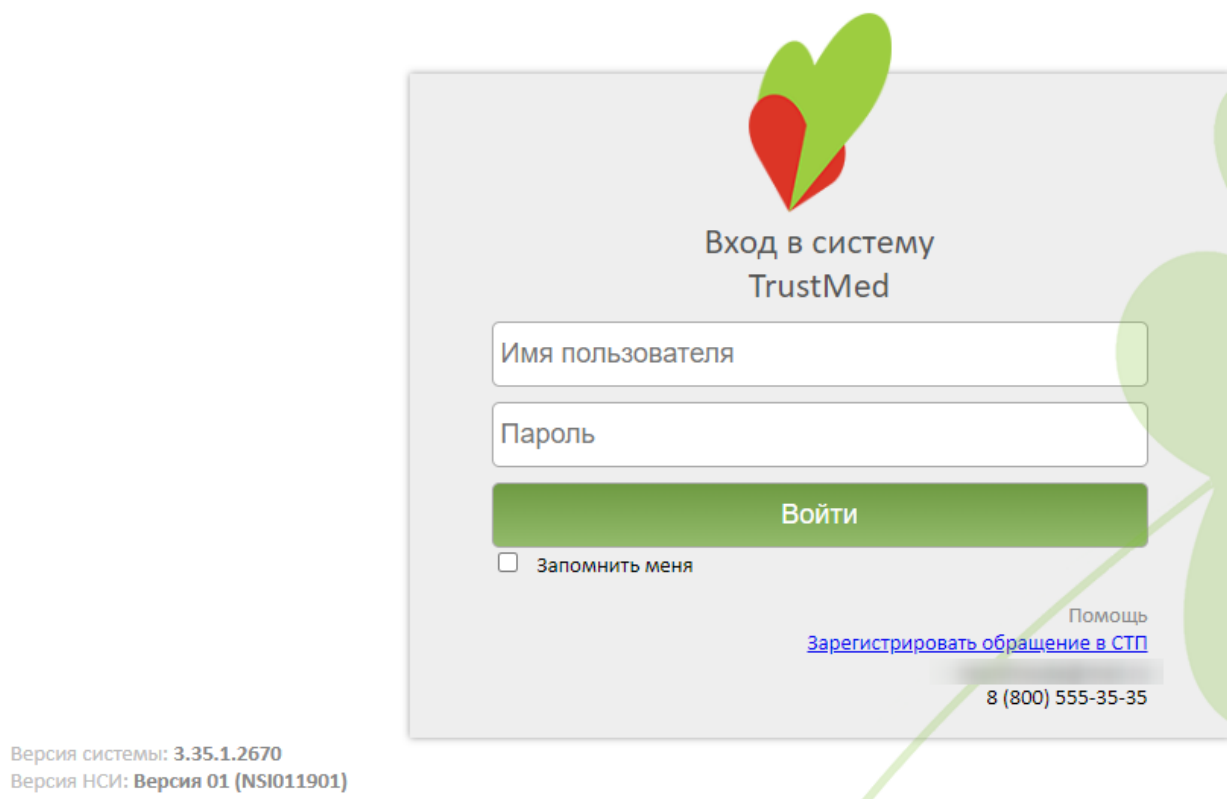 Вход в систему
TrustMed
Имя пользователя
Пароль
Войти
Запомнить меня
Помощь
Зарегистрировать обращение в СТП
8 (800) 555-35-35
Версия системы: 3.35.1.2670
Версия НСИ: Версия 01 (NSI011901)